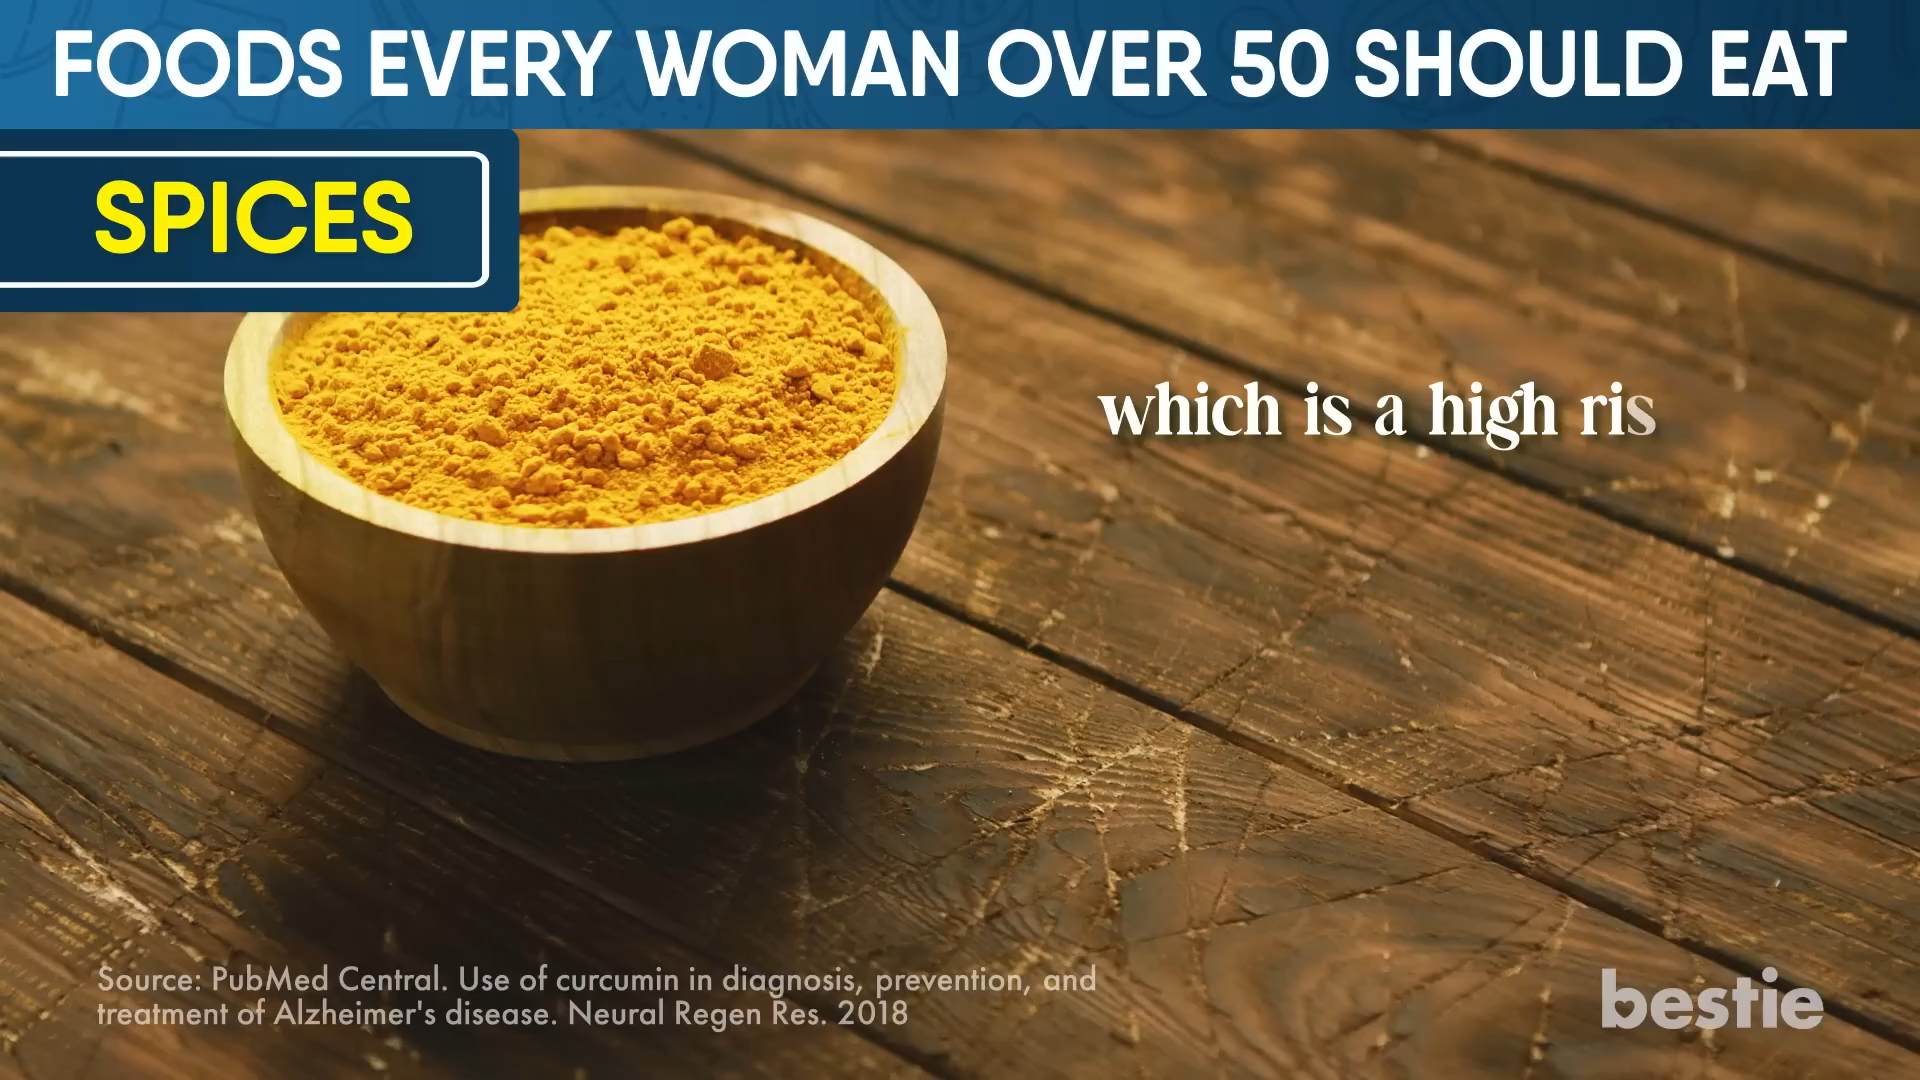 FOODS EVERY WOMAN OVER 50 SHOULD EAT
SPICES
which is a high ris
Source: PubMed Central. Use of curcumin in diagnosis, prevention, and
treatment of Alzheimer's disease. Neural Regen Res. 2018
bestie